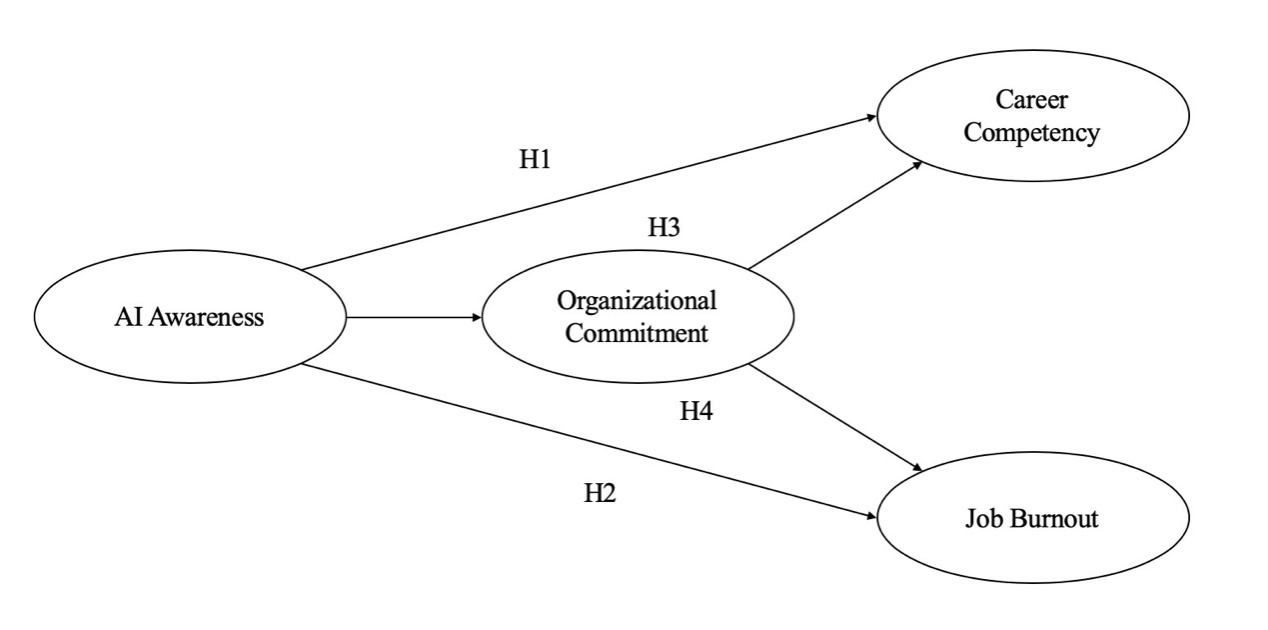 Career
Competency
H1
H3
AI Awareness
Organizational
Commitment
H4
H2
Job Burnout